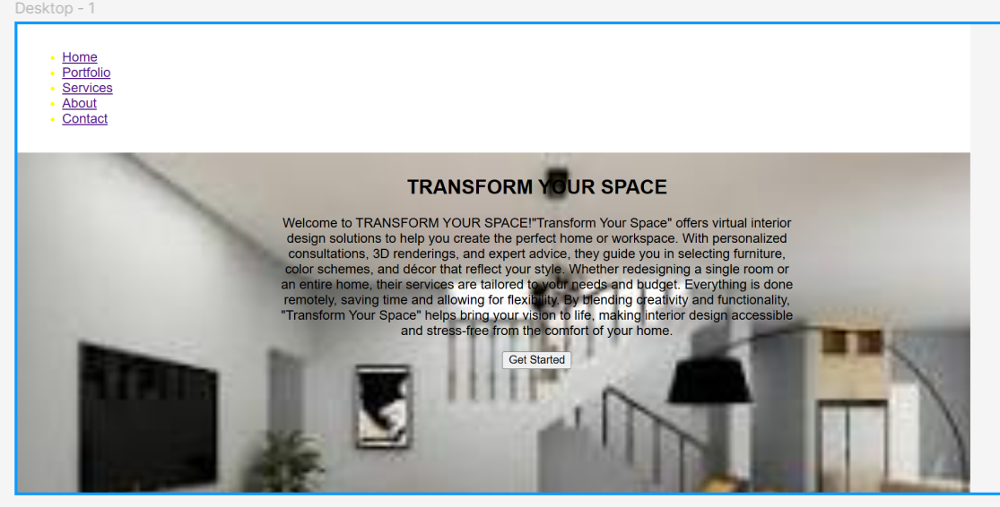 Desktop - 1
Home
Portfolio
Services
About
Contact
TRANSFORM YOUR SPACE
Welcome to TRANSFORM YOUR SPACE!"Transform Your Space" offers virtual interior
design solutions to help you create the perfect home or workspace. With personalized
consultations, 3D renderings, and expert advice, they guide you in selecting furniture,
color schemes, and décor that reflect your style. Whether redesigning a single room or
an entire home, their services are tailored to your needs and budget. Everything is done
remotely, saving time and allowing for flexibility. By blending creativity and functionality,
"Transform Your Space" helps bring your vision to life, making interior design accessible
and stress-free from the comfort of your home.
Get Started